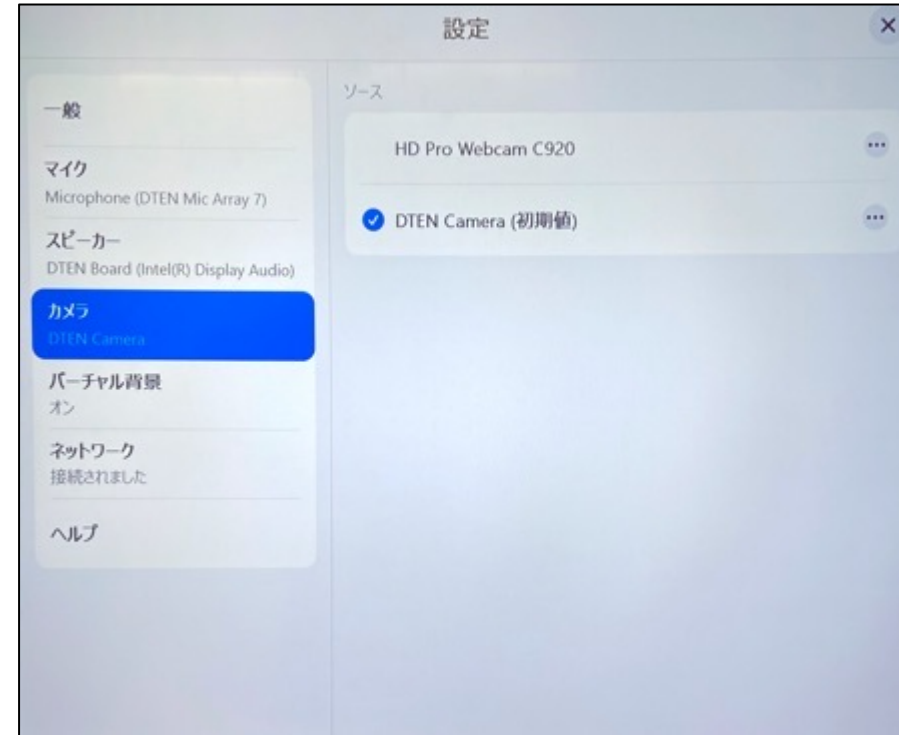 設定
一般
マイク
Microphone (DTEN Mic Array 7)
スピーカー
DTEN Board (Intel(R) Display Audio)
カメラ
DTEN Camera
バーチャル背景
オン
ネットワーク
接続されました
ヘルプ
ソース
HD Pro Webcam C920
DTEN Camera (初期値)